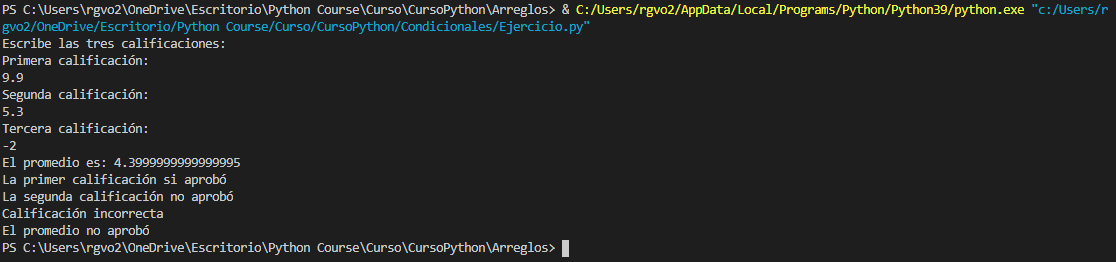 PS C:\Users\rgvo2\OneDrive\Escritorio\Python Course\Curso\CursoPython\Arreglos> & C:/Users/rgvo2/AppData/Local/Programs/Python/Python39/python.exe "c:/Users/r
gvo2/OneDrive/Escritorio/Python Course/Curso/CursoPython/Condicionales/Ejercicio.py"
Escribe las tres calificaciones:
Primera calificación:
9.9
Segunda calificación:
5.3
Tercera calificación:
-2
El promedio es: 4.3999999999999995
La primer calificación si aprobó
La segunda calificación no aprobó
Calificación incorrecta
El promedio no aprobó
PS C:\Users\rgvo2\OneDrive\Escritorio\Python Course\Curso\CursoPython\Arreglos>